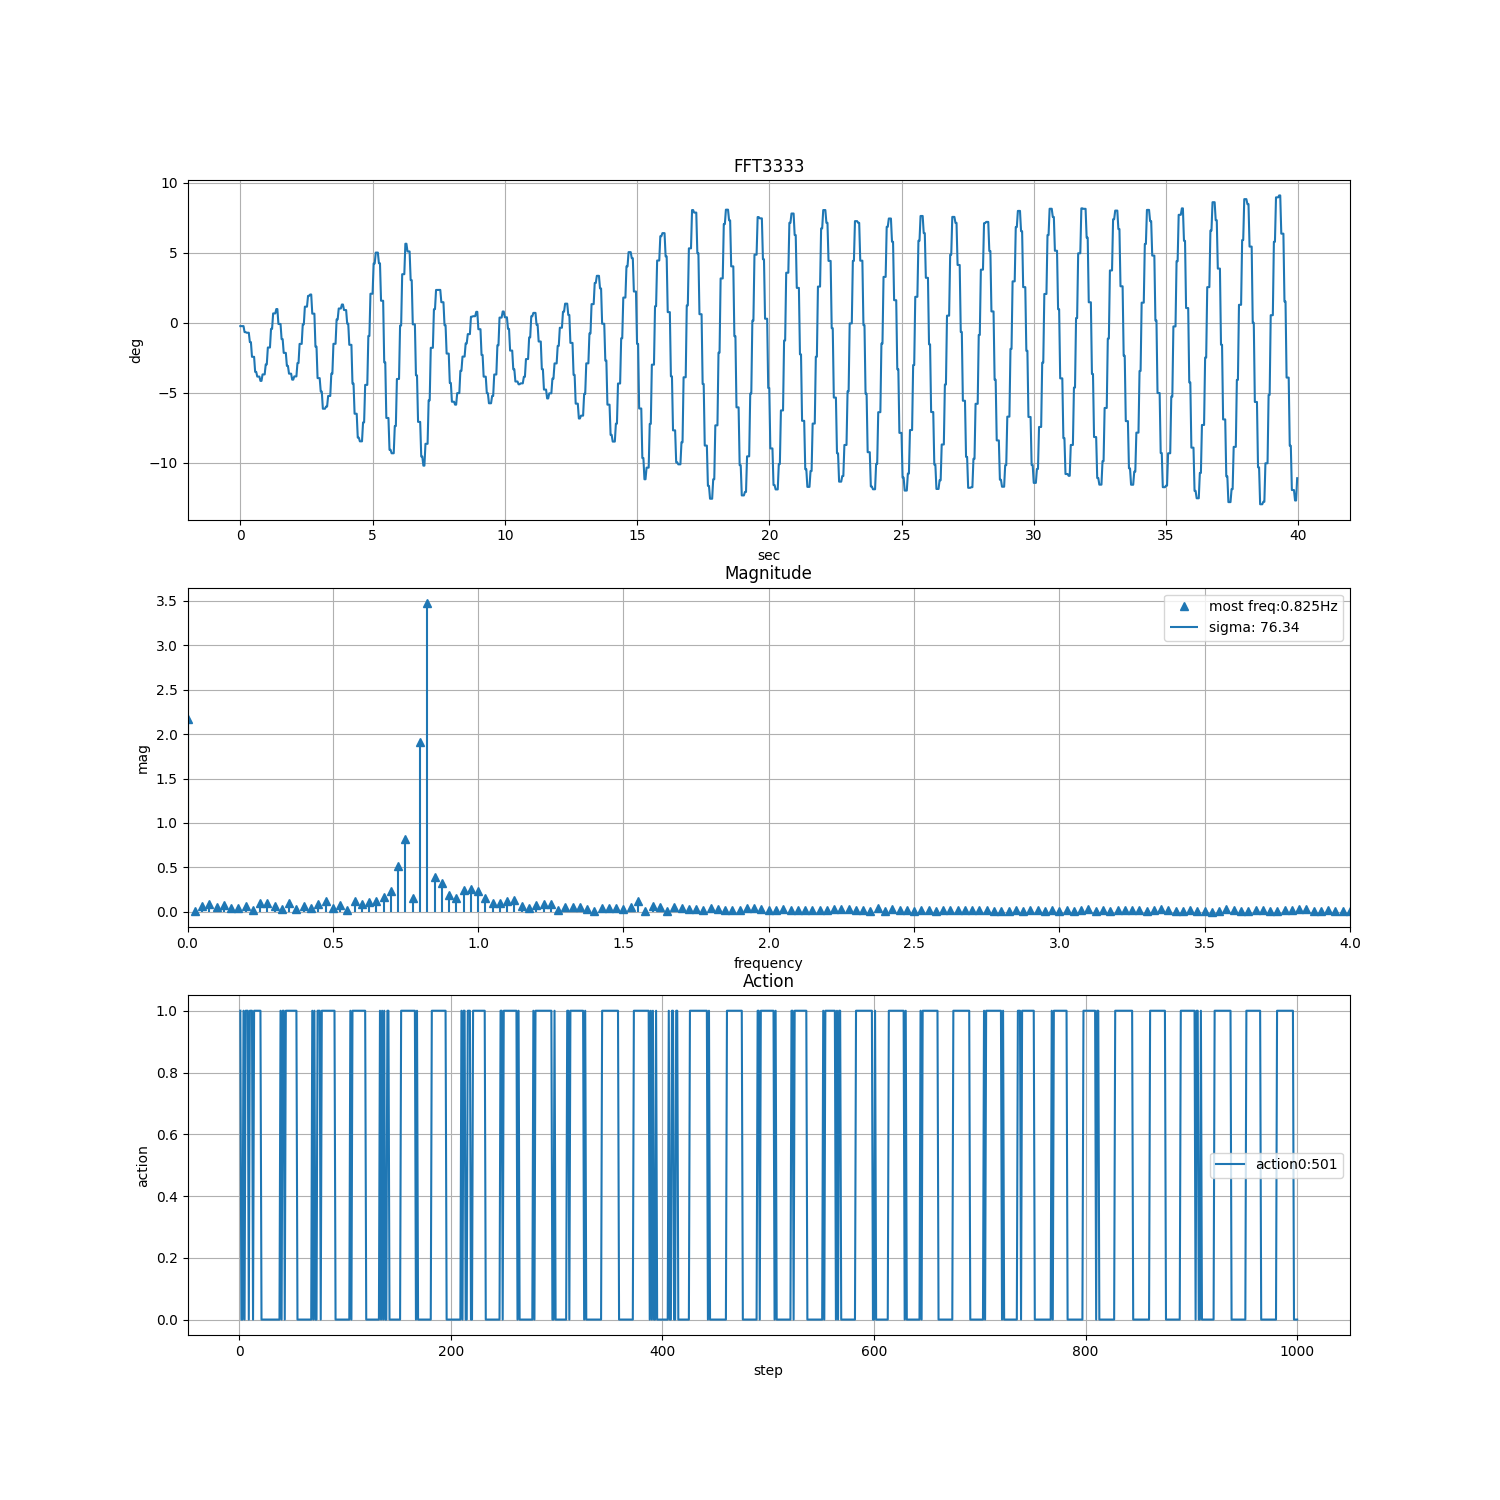 FFT3333
10
5
0
−5
−10
deg
0 5 10 15 20 25 30 35 40
sec
Magnitude
3.5
3.0
2.5
2.0
1.5
1.0
0.5
0.0
mag
most freq:0.825Hz
sigma: 76.34
0.0 0.5 1.0 1.5 2.0 2.5 3.0 3.5 4.0
frequency
Action
1.0
0.8
0.6
0.4
0.2
0.0
action
action0:501
0 200 400 600 800 1000
step